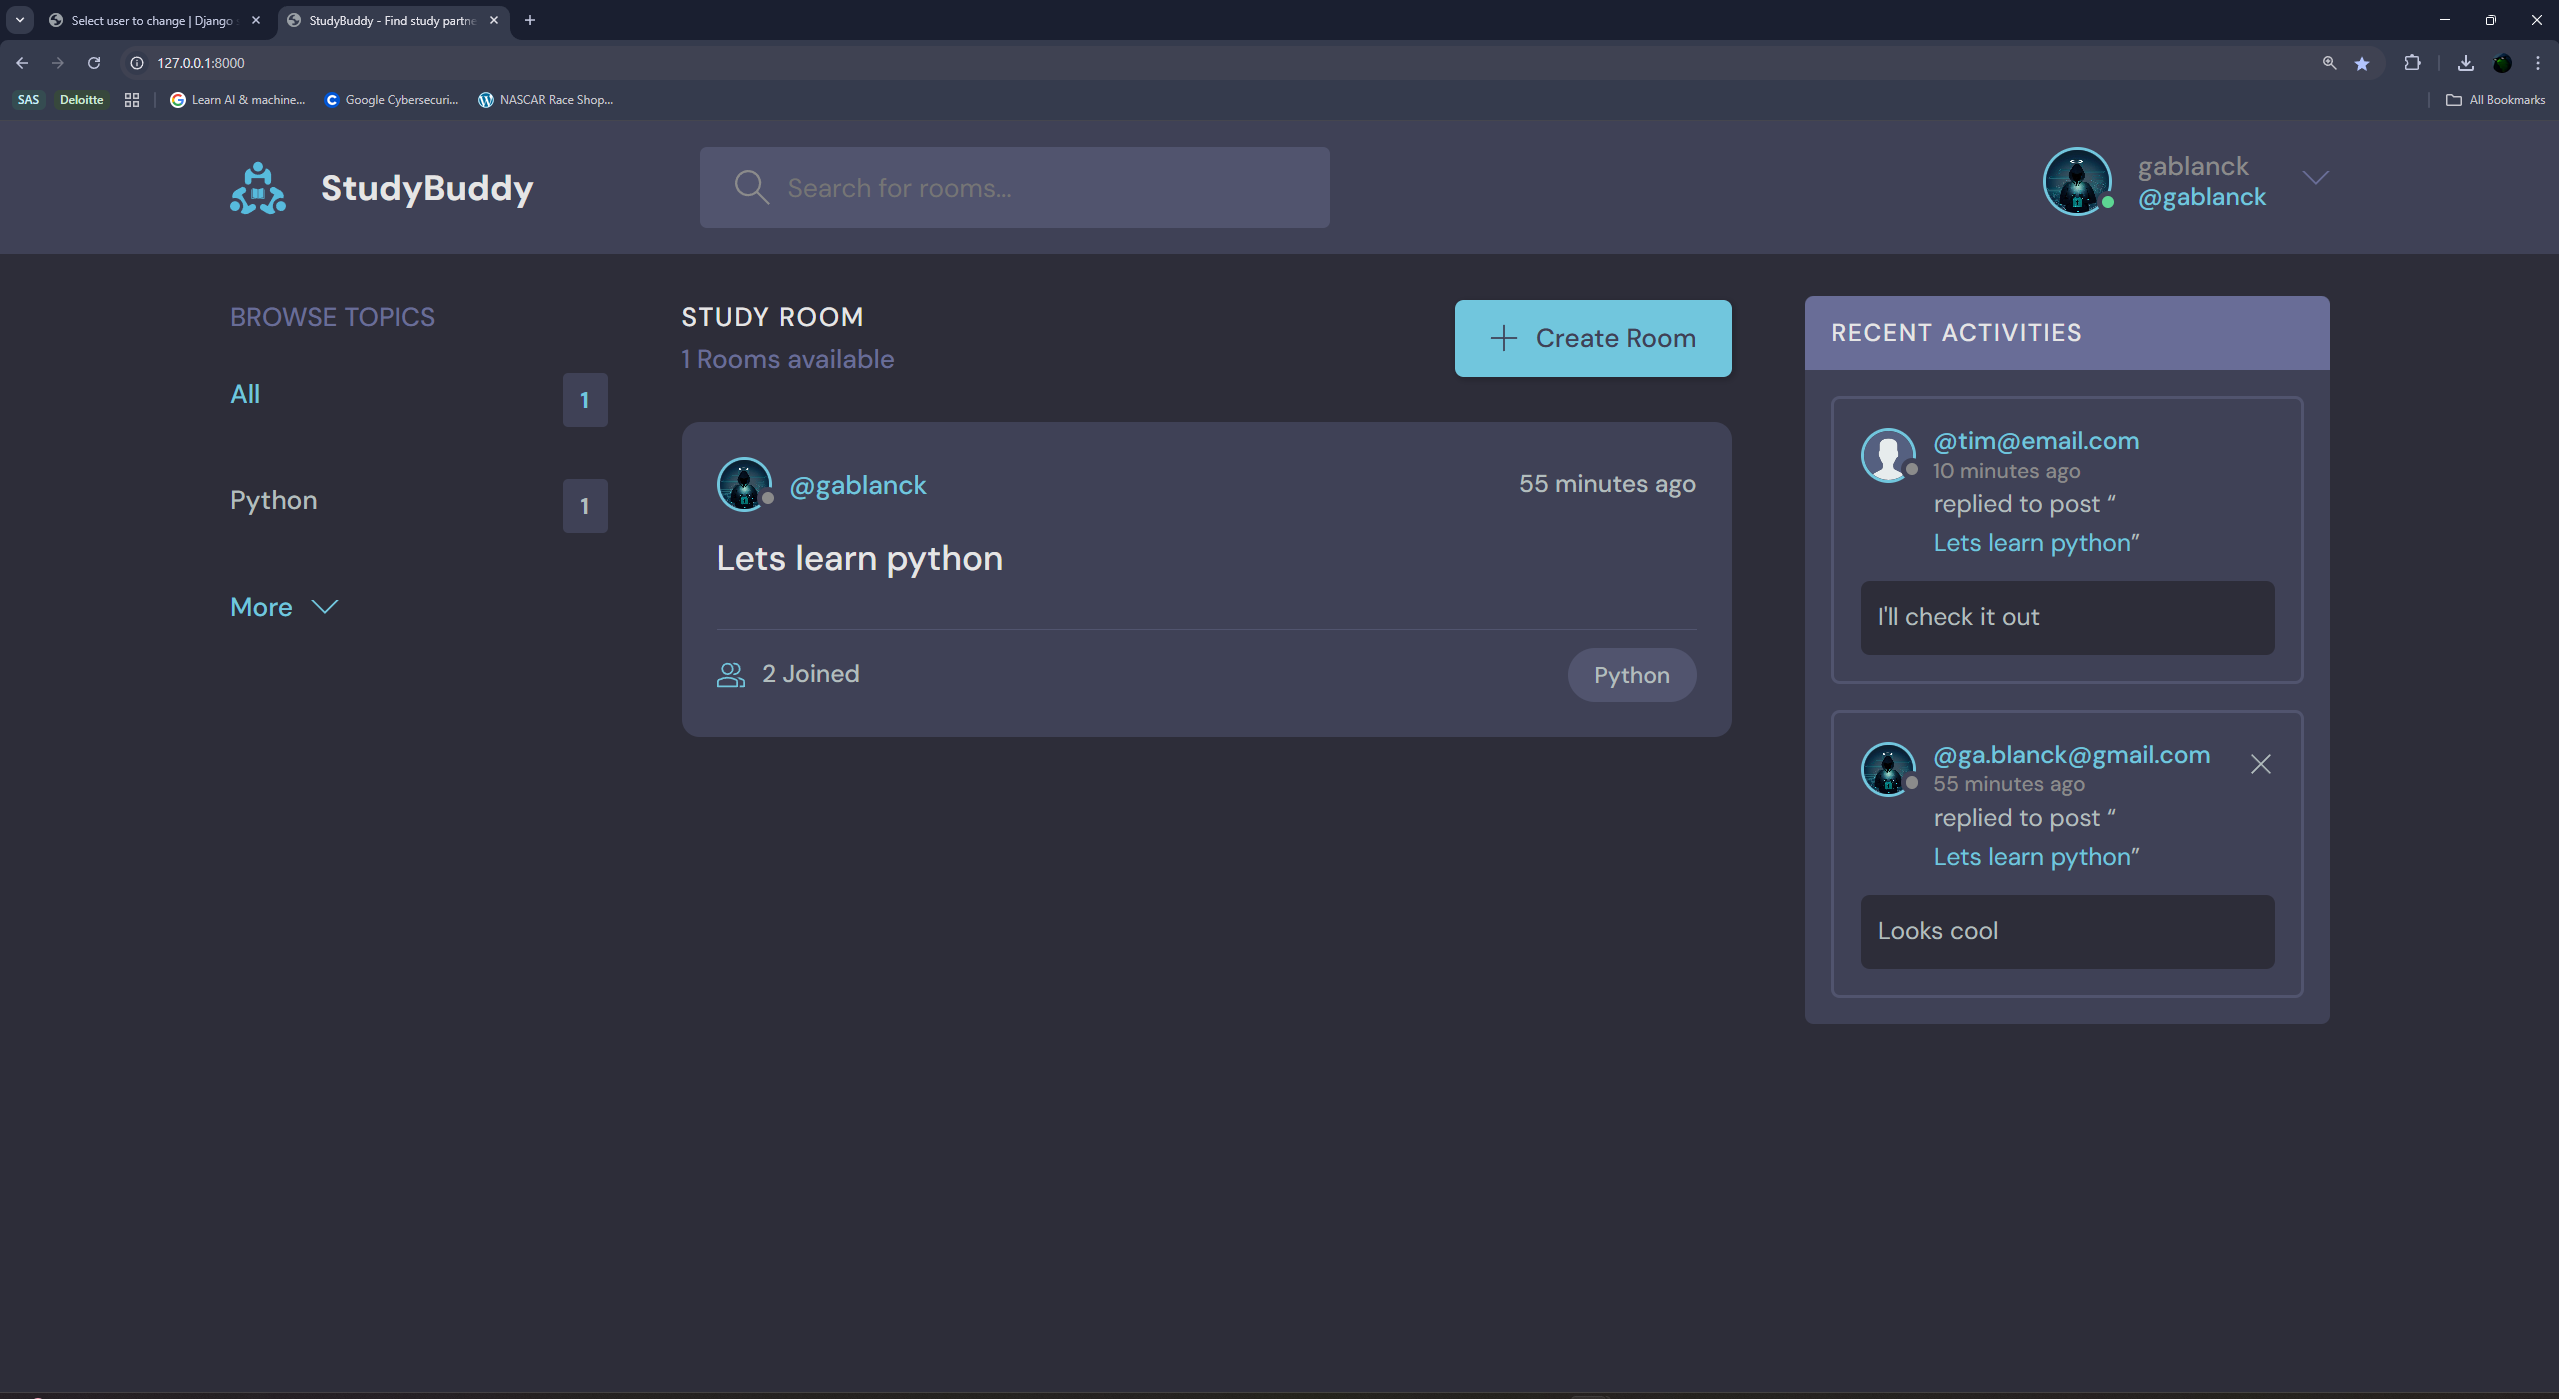 Select user to change | Django
StudyBuddy - Find study partne
127.0.0.1:8000
SAS
Deloitte
Learn AI & machine...
Google Cybersecuri...
NASCAR Race Shop...
All Bookmarks
StudyBuddy
Search for rooms...
gablanck
@gablanck
BROWSE TOPICS
All
1
Python
1
More
STUDY ROOM
1 Rooms available
Create Room
@gablanck
55 minutes ago
Lets learn python
2 Joined
Python
RECENT ACTIVITIES
@tim@email.com
10 minutes ago
replied to post “
Lets learn python”
I'll check it out
@ga.blanck@gmail.com
55 minutes ago
replied to post “
Lets learn python”
Looks cool